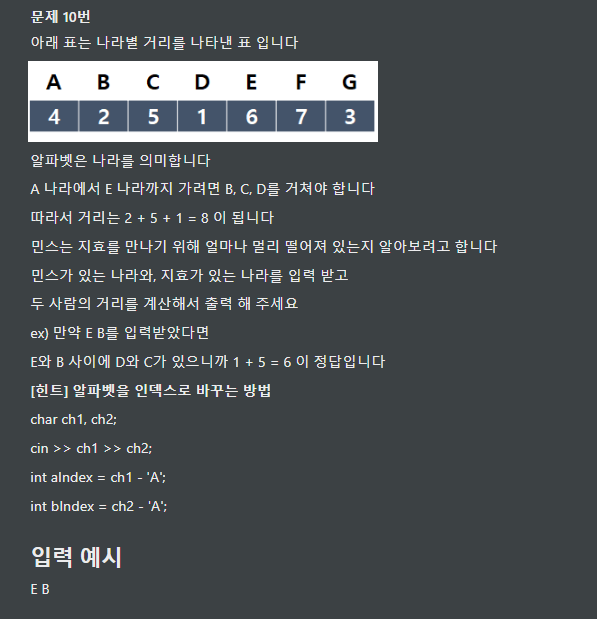 문제 10번
아래 표는 나라별 거리를 나타낸 표 입니다
A B C D E F G
4 2 5 1 6 7 3
알파벳은 나라를 의미합니다
A 나라에서 E 나라까지 가려면 B, C, D를 거쳐야 합니다
따라서 거리는 2 + 5 + 1 = 8 이 됩니다
민스는 지효를 만나기 위해 얼마나 멀리 떨어져 있는지 알아보려고 합니다
민스가 있는 나라와, 지효가 있는 나라를 입력 받고
두 사람의 거리를 계산해서 출력 해 주세요
ex) 만약 E B를 입력받았다면
E와 B 사이에 D와 C가 있으니까 1 + 5 = 6 이 정답입니다
[힌트] 알파벳을 인덱스로 바꾸는 방법
char ch1, ch2;
cin >> ch1 >> ch2;
int aIndex = ch1 - 'A';
int bIndex = ch2 - 'A';
입력 예시
E B